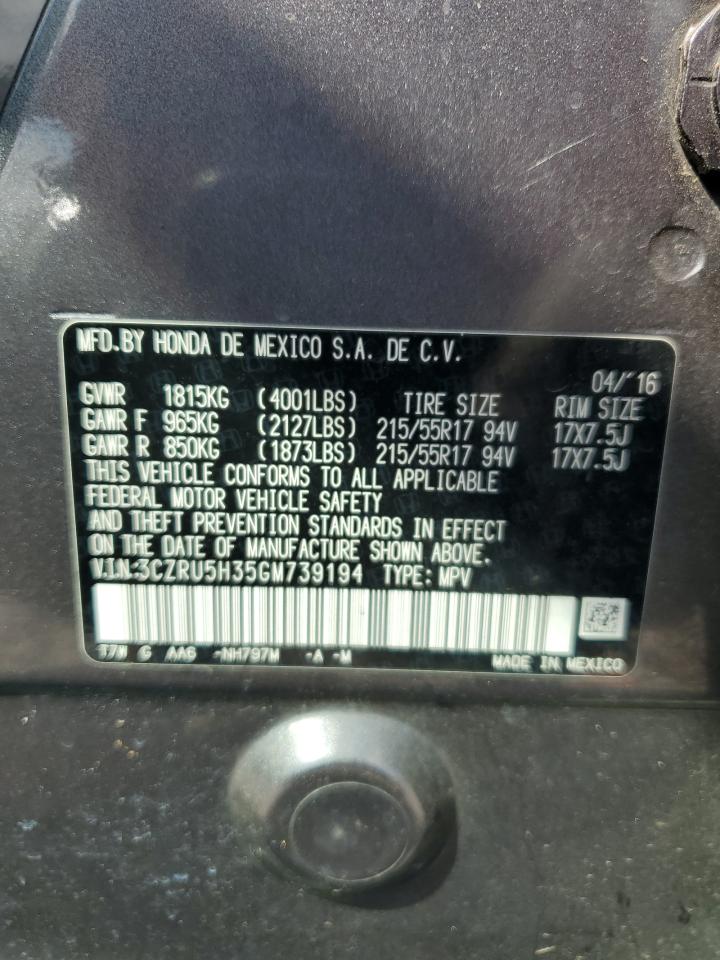 MFD.BY HONDA DE MEXICO S.A. DE C.V.
04/'16
GVWR 1815KG (4001LBS) TIRE SIZE RIM SIZE
GAWR F 965KG (2127LBS) 215/55R17 94V 17X7.5J
GAWR R 850KG (1873LBS) 215/55R17 94V 17X7.5J
THIS VEHICLE CONFORMS TO ALL APPLICABLE
FEDERAL MOTOR VEHICLE SAFETY
AND THEFT PREVENTION STANDARDS IN EFFECT
ON THE DATE OF MANUFACTURE SHOWN ABOVE.
V.I.N:3CZRU5H35GM739194 TYPE: MPV
T7W G AA6 -NH797M -A -M MADE IN MEXICO